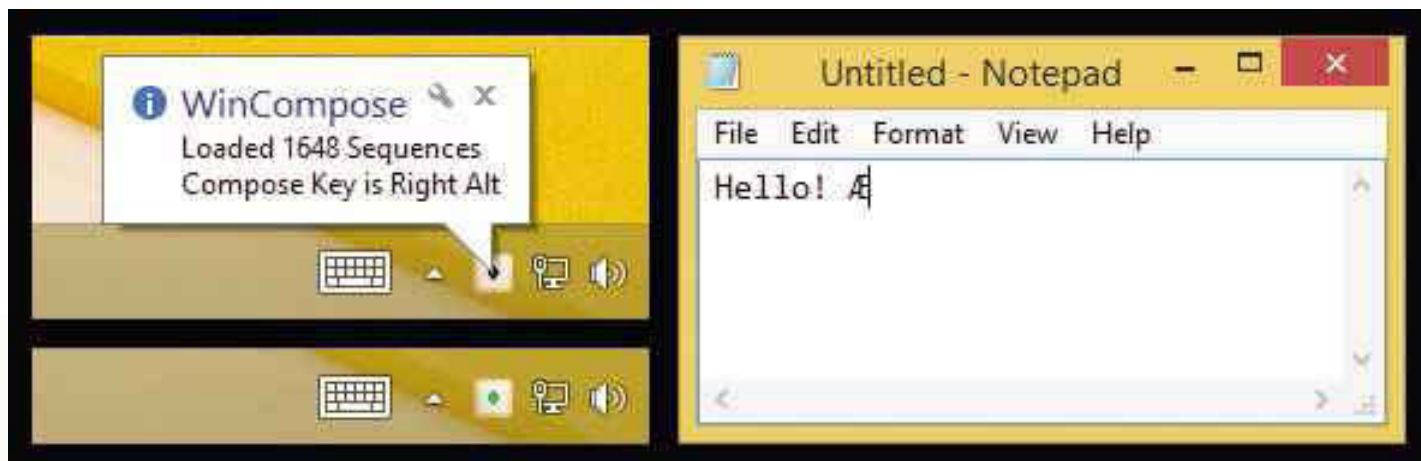 WinCompose
Loaded 1648 Sequences
Compose Key is Right Alt
Untitled - Notepad
File Edit Format View Help
Hello! Æ